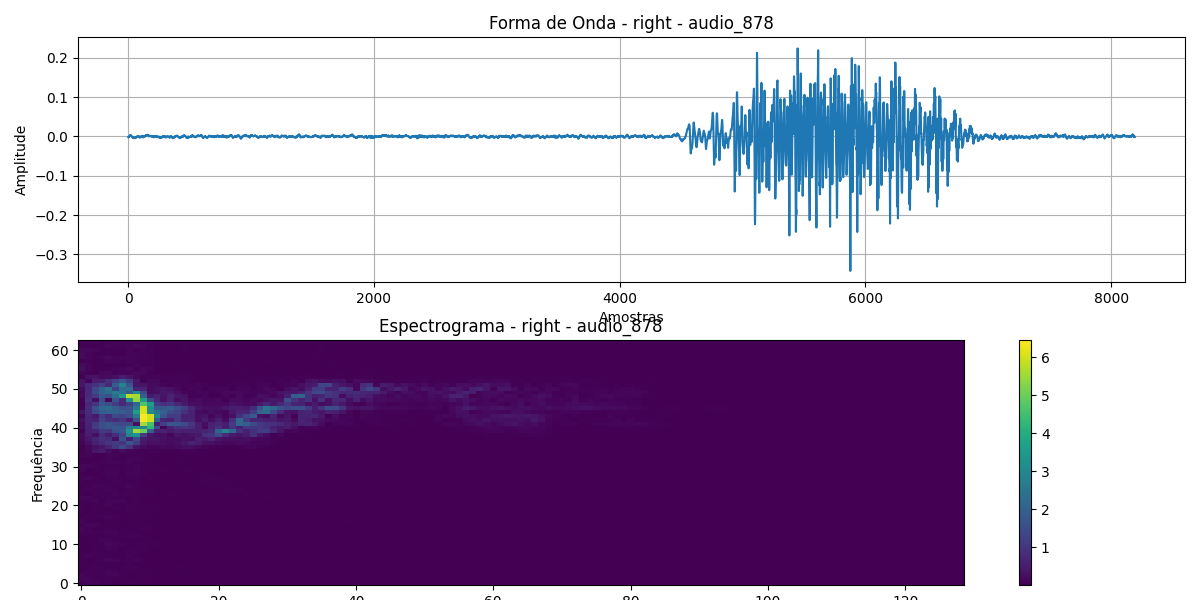 Forma de Onda - right - audio_878
Amplitude
0.2
0.1
0.0
−0.1
−0.2
−0.3
0 2000 4000 6000 8000
Amostras
Espectrograma - right - audio_878
Frequência
60
50
40
30
20
10
0
0 20 40 60 80 100 120
6
5
4
3
2
1